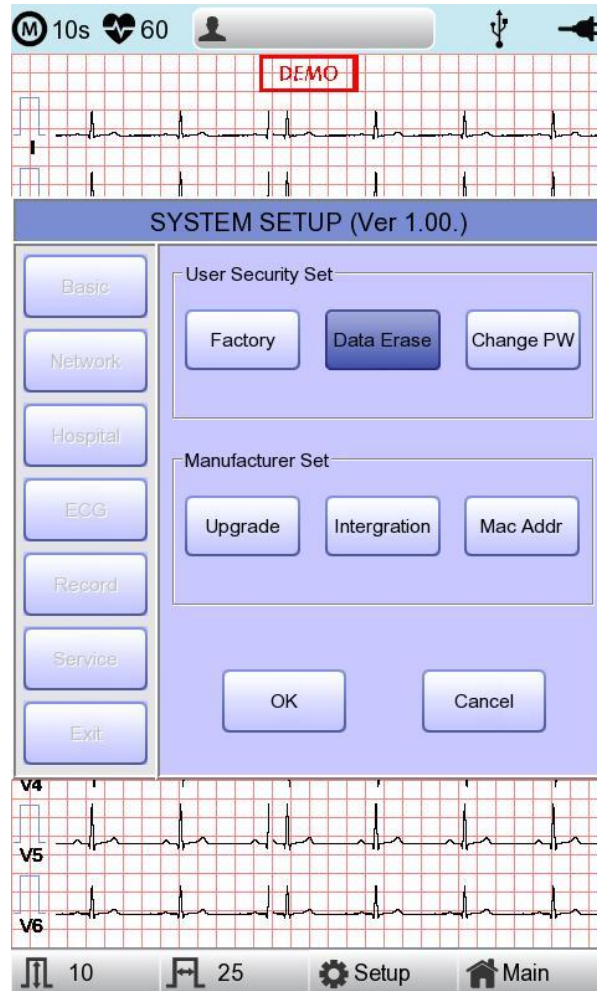 M 10s 60
DEMO
I
SYSTEM SETUP (Ver 1.00.)
Basic
Network
Hospital
ECG
Record
Service
Exit
User Security Set
Factory Data Erase Change PW
Manufacturer Set
Upgrade Intergration Mac Addr
OK Cancel
V4
V5
V6
10 25 Setup Main